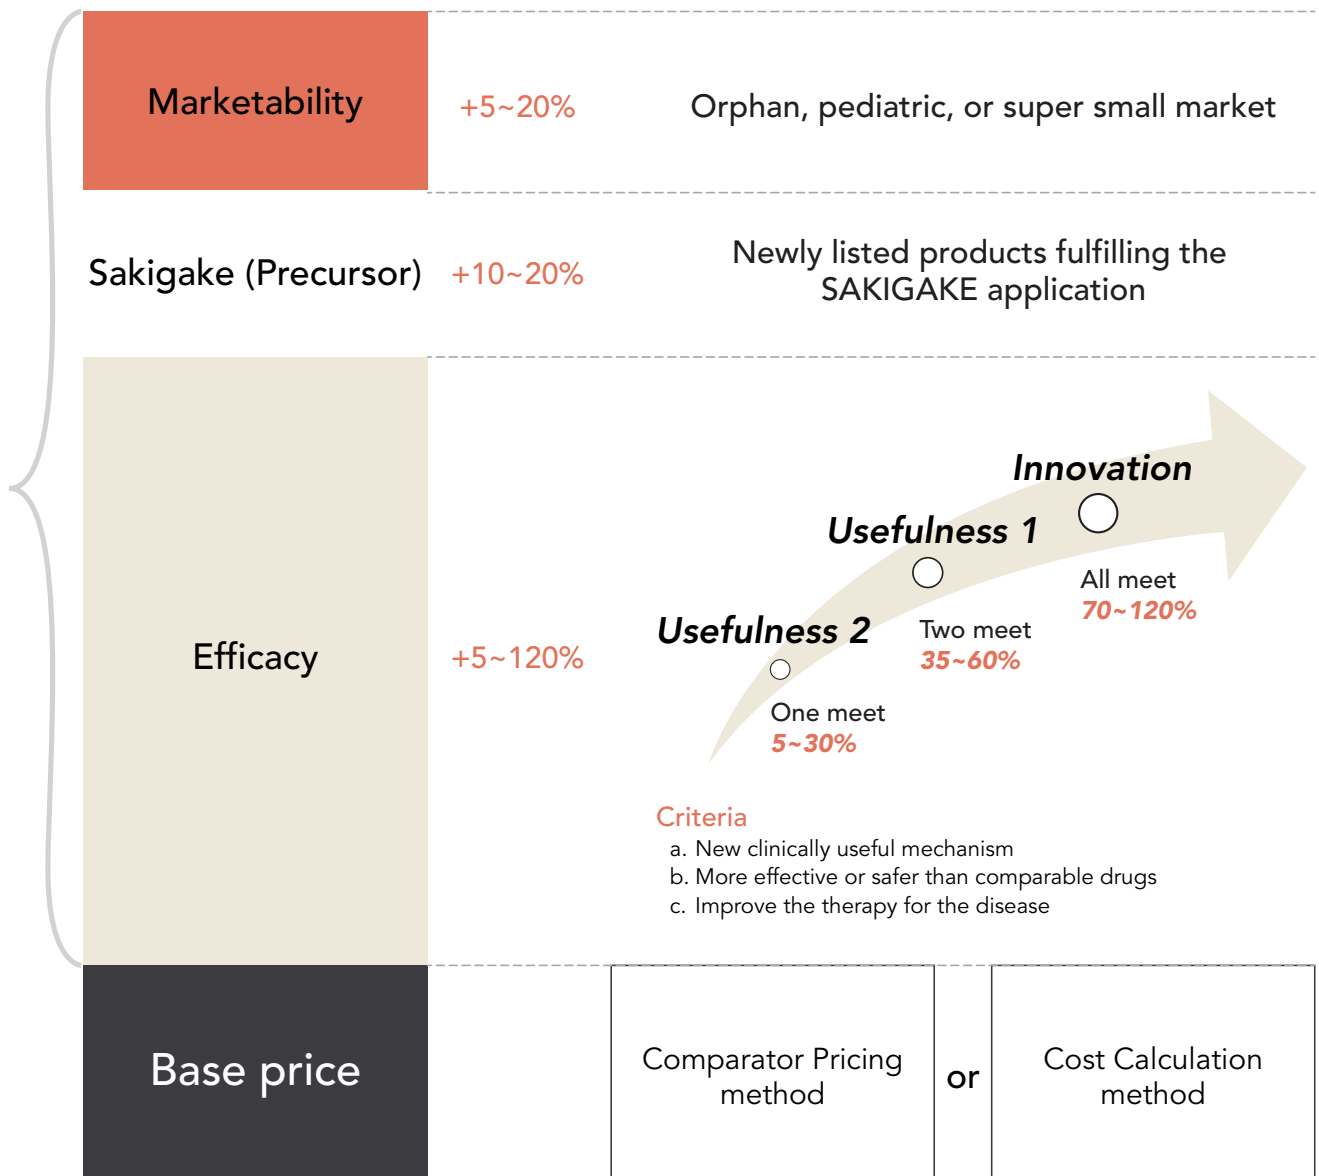 Marketability
+5~20%
Orphan, pediatric, or super small market
Sakigake (Precursor)
+10~20%
Newly listed products fulfilling the
SAKIGAKE application
Efficacy
+5~120%
Innovation
All meet
70~120%
Usefulness 1
Two meet
35~60%
Usefulness 2
One meet
5~30%
Criteria
a. New clinically useful mechanism
b. More effective or safer than comparable drugs
c. Improve the therapy for the disease
Base price
Comparator Pricing
method
or
Cost Calculation
method